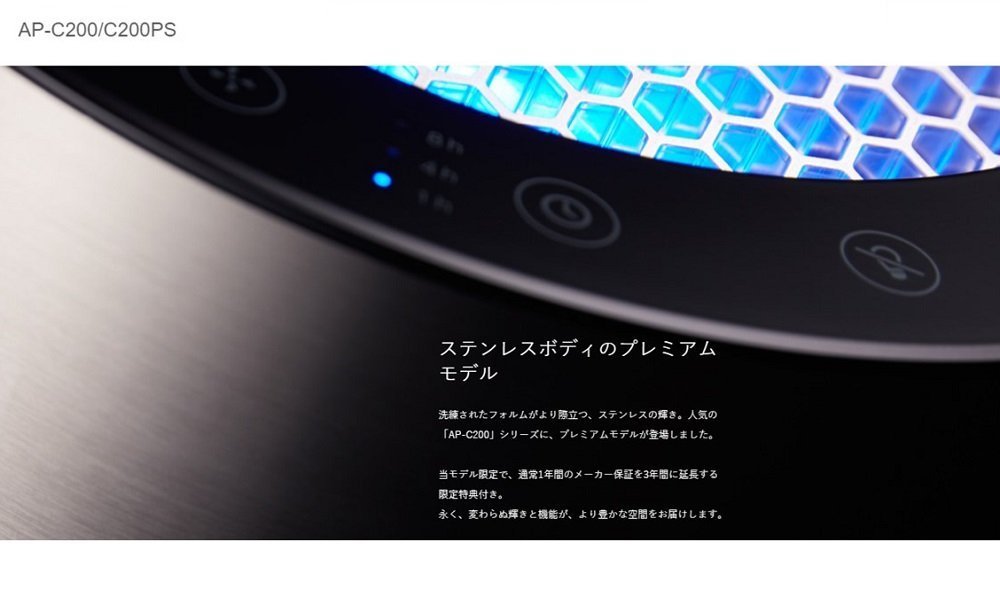 AP-C200/C200PS
8h
4h
1h
ステンレスボディのプレミアム
モデル
洗練されたフォルムがより際立つ、ステンレスの輝き。人気の
「AP-C200」シリーズに、プレミアムモデルが登場しました。
当モデル限定で、通常1年間のメーカー保証を3年間に延長する
限定特典付き。
永く、変わらぬ輝きと機能が、より豊かな空間をお届けします。